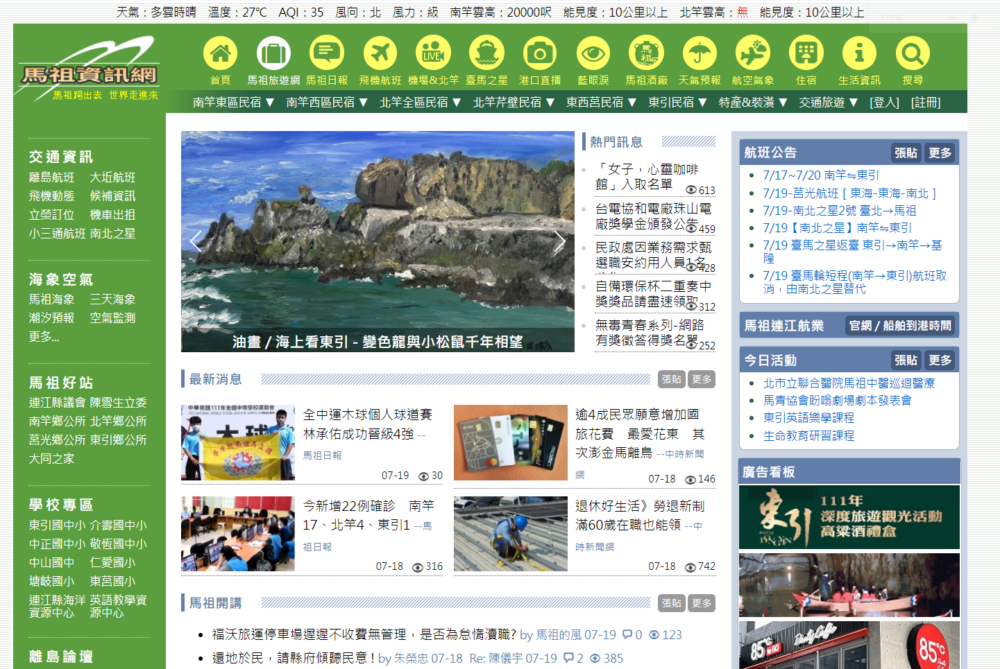 天氣：多雲時晴　溫度：27℃　AQI：35　風向：北　風力：級　南竿雲高：20000呎　能見度：10公里以上　北竿雲高：無　能見度：10公里以上
馬祖資訊網
馬祖跨出去 世界走進來
LIVE
馬祖
首頁 馬祖旅遊網 馬祖日報 飛機航班 機場&北竿 臺馬之星 港口直播 藍眼淚 馬祖酒廠 天氣預報 航空氣象 住宿 生活資訊 搜尋
南竿東區民宿▼ 南竿西區民宿▼ 北竿全區民宿▼ 北竿芹壁民宿▼ 東西莒民宿▼ 東引民宿▼ 特產&裝潢▼ 交通旅遊▼ [登入] [註冊]
交通資訊
離島航班 大坵航班
飛機動態 候補資訊
立榮訂位 機車出租
小三通航班 南北之星
海象空氣
馬祖海象 三天海象
潮汐預報 空氣監測
更多...
馬祖好站
連江縣議會 陳雪生立委
南竿鄉公所 北竿鄉公所
莒光鄉公所 東引鄉公所
大同之家
學校專區
東引國中小 介壽國中小
中正國中小 敬恆國中小
中山國中 仁愛國小
塘岐國小 東莒國小
連江縣海洋 英語教學資
資源中心 源中心
離島論壇
油畫 / 海上看東引 - 變色龍與小松鼠千年相望
熱門訊息
「女子，心靈咖啡
館」入取名單 613
台電協和電廠珠山電
廠獎學金頒發公告 459
民政處因業務需求甄
選職安約用人員1名 428
自備環保杯二重奏中
獎獎品請盡速領取 312
無毒青春系列-網路
有獎徵答得獎名單 252
最新消息 張貼 更多
中華民國111年全國中等學校運動會
木球
全中運木球個人球道賽
林承佑成功晉級4強 --
馬祖日報
07-19 30
逾4成民眾願意增加國
旅花費　最愛花東　其
次澎金馬離島 --中時新聞
網
07-18 146
今新增22例確診　南竿
17、北竿4、東引1 --馬
祖日報
07-18 316
退休好生活》勞退新制
滿60歲在職也能領 --中
時新聞網
07-18 742
馬祖開講 張貼 更多
福沃旅運停車場遲遲不收費無管理，是否為怠惰瀆職? by 馬祖的風 07-19 0 123
還地於民，請縣府傾聽民意 ! by 朱榮忠 07-18 Re: 陳儀宇 07-19 2 385
航班公告 張貼 更多
7/17~7/20 南竿⇋東引
7/19-莒光航班 [ 東海-東海-南北 ]
7/19-南北之星2號 臺北→馬祖
7/19【南北之星】南竿⇋東引
7/19 臺馬之星返臺 東引→南竿→基
隆
7/19 臺馬輪短程(南竿→東引)航班取
消，由南北之星替代
馬祖連江航業 官網 / 船舶到港時間
今日活動 張貼 更多
北市立聯合醫院馬祖中醫巡迴醫療
馬青協會盼嗡劇場劇本發表會
東引英語樂學課程
生命教育研習課程
廣告看板
東引
111年
深度旅遊觀光活動
高粱酒禮盒
85°C
Daily Cafe
85°C